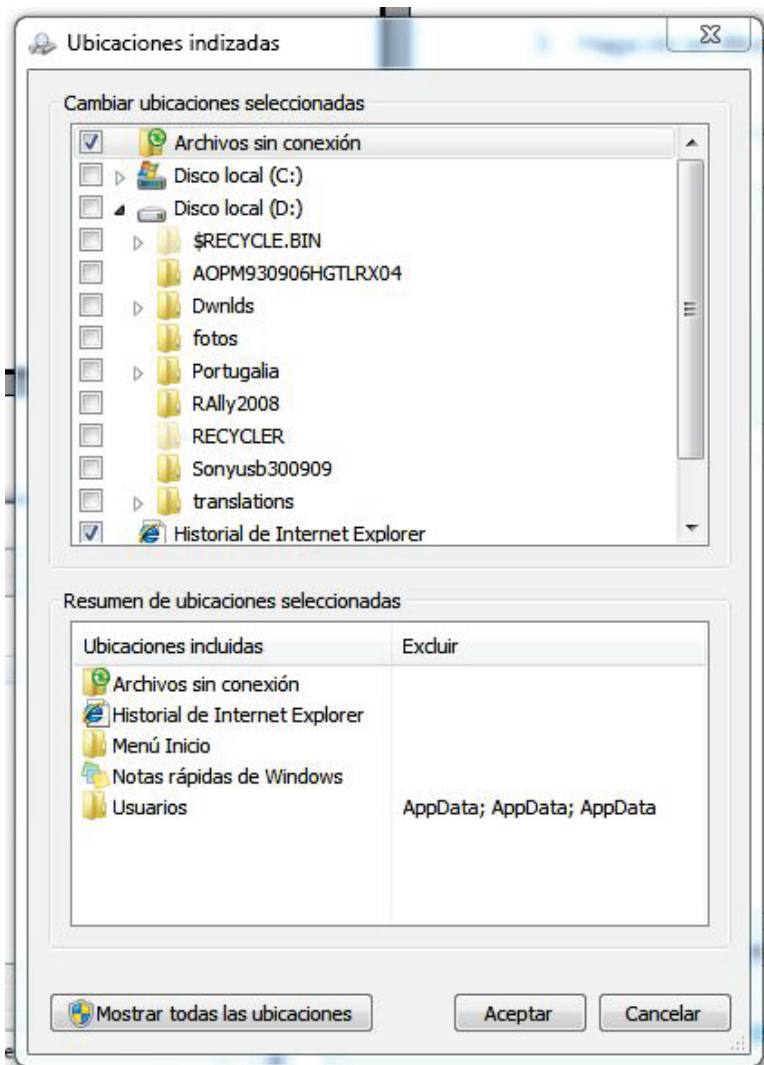 Ubicaciones indizadas
Cambiar ubicaciones seleccionadas
Archivos sin conexión
Disco local (C:)
Disco local (D:)
$RECYCLE.BIN
AOPM930906HGTLRX04
Dwnlds
fotos
Portugalia
RAlly2008
RECYCLER
Sonyusb300909
translations
Historial de Internet Explorer
Resumen de ubicaciones seleccionadas
Ubicaciones incluidas Excluir
Archivos sin conexión
Historial de Internet Explorer
Menú Inicio
Notas rápidas de Windows
Usuarios AppData; AppData; AppData
Mostrar todas las ubicaciones Aceptar Cancelar